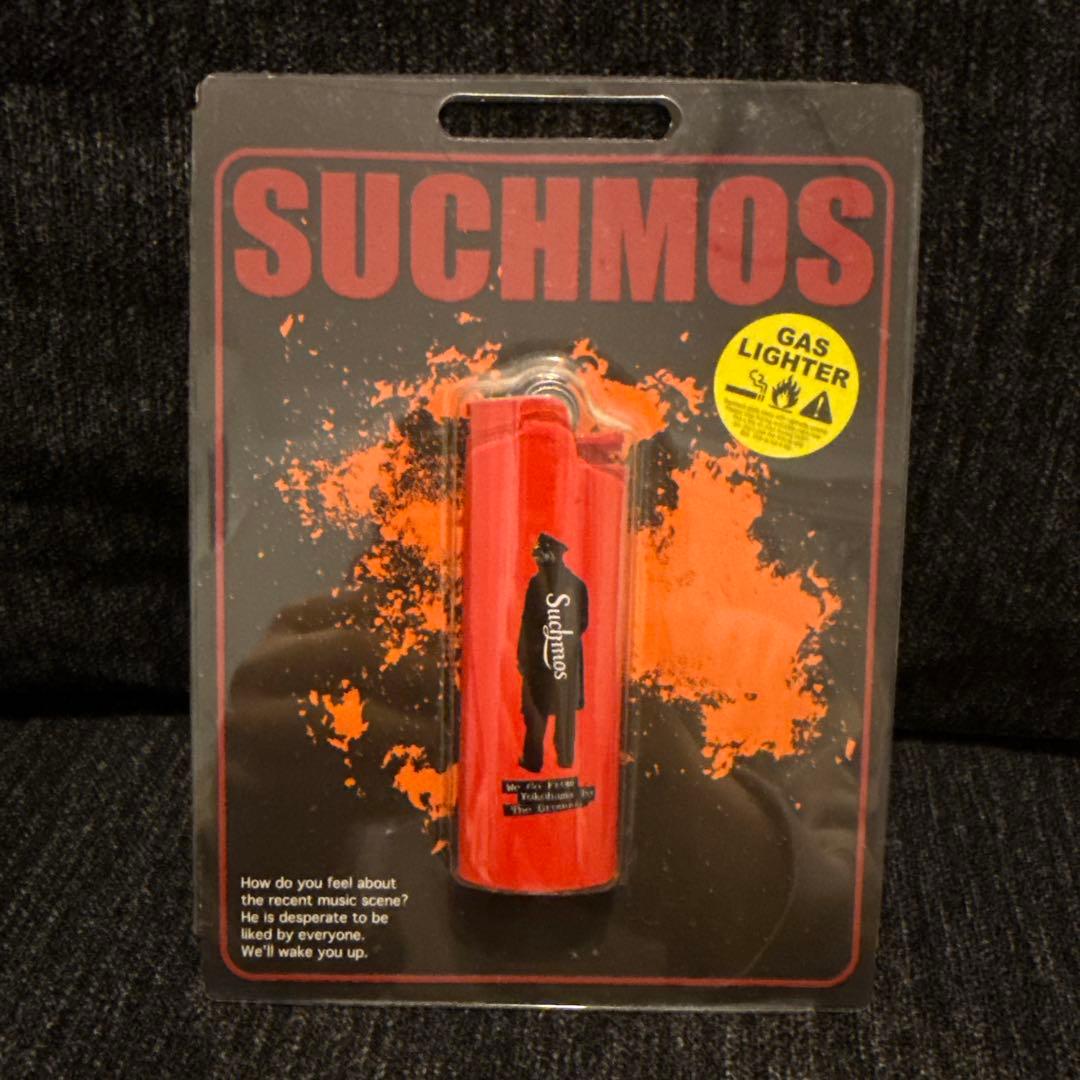 SUCHMOS
GAS
LIGHTER
Suchmos
We Go From
Yokohama To
The Ground
How do you feel about
the recent music scene?
He is desperate to be
liked by everyone.
We'll wake you up.